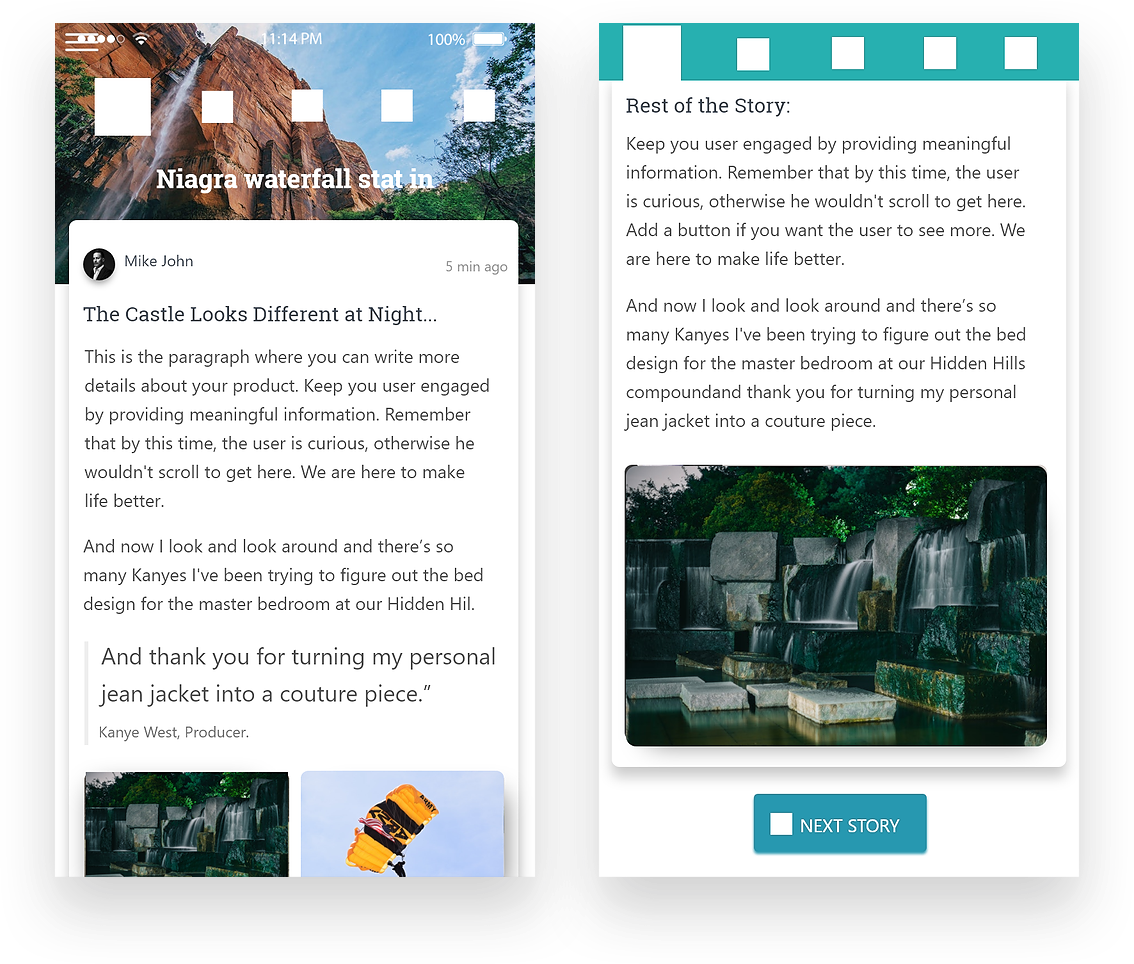 11:14 PM
100%
Niagra waterfall stat in
Mike John
5 min ago
The Castle Looks Different at Night...
This is the paragraph where you can write more
details about your product. Keep you user engaged
by providing meaningful information. Remember
that by this time, the user is curious, otherwise he
wouldn't scroll to get here. We are here to make
life better.
And now I look and look around and there’s so
many Kanyes I've been trying to figure out the bed
design for the master bedroom at our Hidden Hil.
And thank you for turning my personal
jean jacket into a couture piece.”
Kanye West, Producer.
ARMY
Rest of the Story:
Keep you user engaged by providing meaningful
information. Remember that by this time, the user
is curious, otherwise he wouldn't scroll to get here.
Add a button if you want the user to see more. We
are here to make life better.
And now I look and look around and there’s so
many Kanyes I've been trying to figure out the bed
design for the master bedroom at our Hidden Hills
compoundand thank you for turning my personal
jean jacket into a couture piece.
NEXT STORY